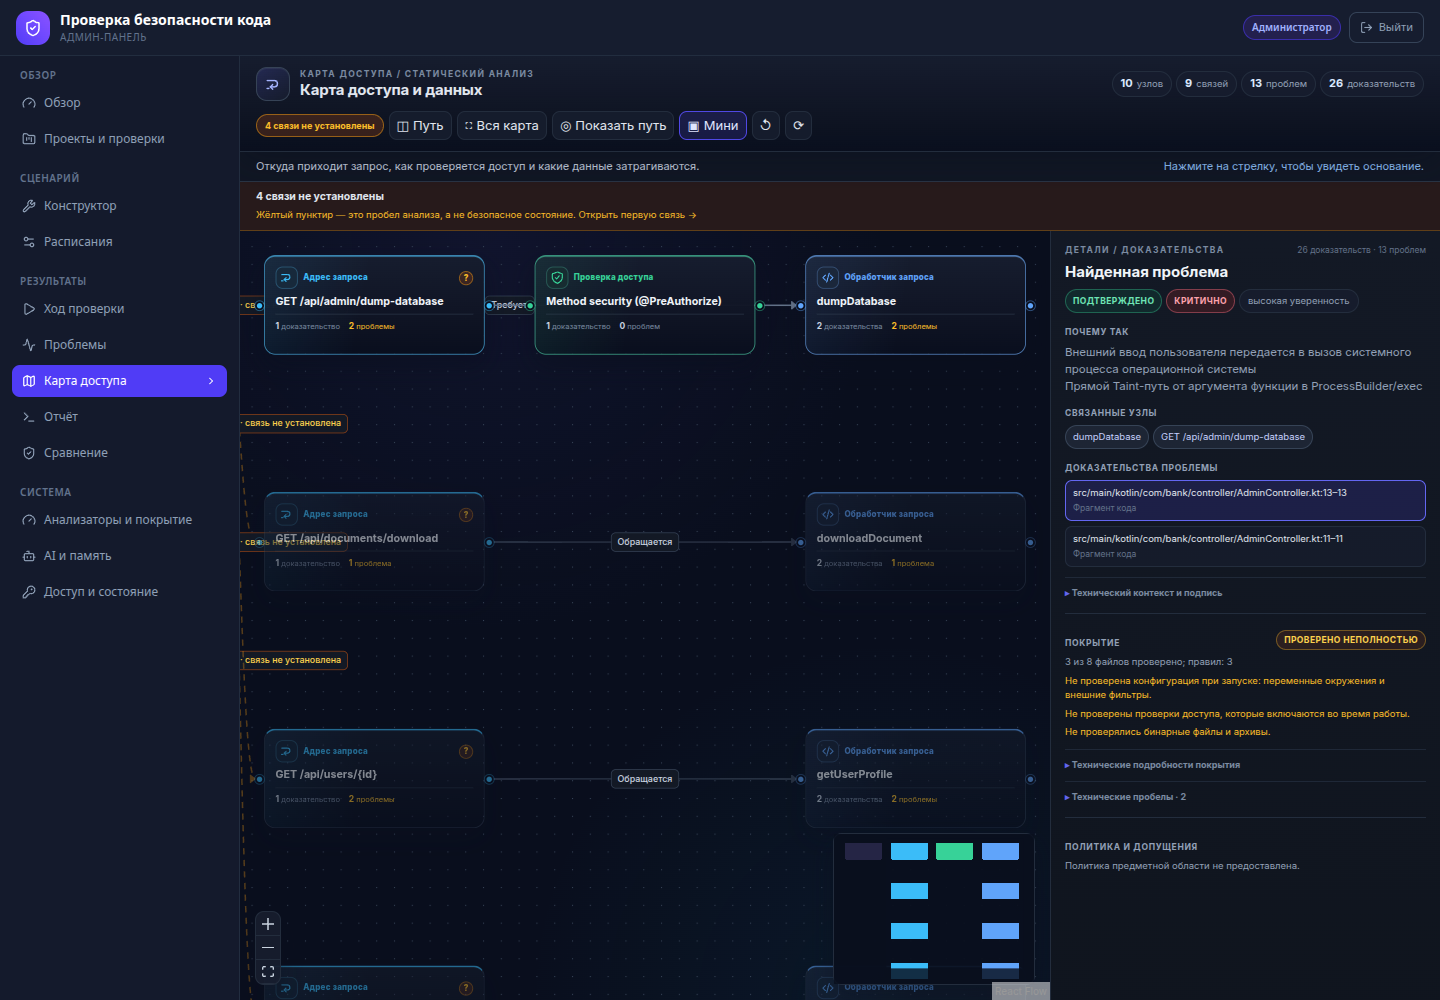 Проверка безопасности кода
АДМИН-ПАНЕЛЬ
Администратор
Выйти
ОБЗОР
Обзор
Проекты и проверки
СЦЕНАРИЙ
Конструктор
Расписания
РЕЗУЛЬТАТЫ
Ход проверки
Проблемы
Карта доступа
Отчёт
Сравнение
СИСТЕМА
Анализаторы и покрытие
AI и память
Доступ и состояние
КАРТА ДОСТУПА / СТАТИЧЕСКИЙ АНАЛИЗ
Карта доступа и данных
10 узлов
9 связей
13 проблем
26 доказательств
4 связи не установлены
Путь
Вся карта
Показать путь
Мини
Откуда приходит запрос, как проверяется доступ и какие данные затрагиваются.
Нажмите на стрелку, чтобы увидеть основание.
4 связи не установлены
Жёлтый пунктир — это пробел анализа, а не безопасное состояние. Открыть первую связь →
· св
Адрес запроса
?
GET /api/admin/dump-database
1 доказательство 2 проблемы
Требует
Проверка доступа
Method security (@PreAuthorize)
1 доказательство 0 проблем
Обработчик запроса
dumpDatabase
2 доказательства 2 проблемы
· связь не установлена
Адрес запроса
?
· связь не установлена
GET /api/documents/download
1 доказательство 1 проблема
Обращается
Обработчик запроса
downloadDocument
2 доказательства 1 проблема
· связь не установлена
Адрес запроса
?
GET /api/users/{id}
1 доказательство 2 проблемы
Обращается
Обработчик запроса
getUserProfile
2 доказательства 2 проблемы
Адрес запроса
?
Обработчик запроса
React Flow
ДЕТАЛИ / ДОКАЗАТЕЛЬСТВА
26 доказательств · 13 проблем
Найденная проблема
ПОДТВЕРЖДЕНО
КРИТИЧНО
высокая уверенность
ПОЧЕМУ ТАК
Внешний ввод пользователя передается в вызов системного
процесса операционной системы
Прямой Taint-путь от аргумента функции в ProcessBuilder/exec
СВЯЗАННЫЕ УЗЛЫ
dumpDatabase
GET /api/admin/dump-database
ДОКАЗАТЕЛЬСТВА ПРОБЛЕМЫ
src/main/kotlin/com/bank/controller/AdminController.kt:13–13
Фрагмент кода
src/main/kotlin/com/bank/controller/AdminController.kt:11–11
Фрагмент кода
▸ Технический контекст и подпись
ПОКРЫТИЕ
ПРОВЕРЕНО НЕПОЛНОСТЬЮ
3 из 8 файлов проверено; правил: 3
Не проверена конфигурация при запуске: переменные окружения и
внешние фильтры.
Не проверены проверки доступа, которые включаются во время работы.
Не проверялись бинарные файлы и архивы.
▸ Технические подробности покрытия
▸ Технические пробелы · 2
ПОЛИТИКА И ДОПУЩЕНИЯ
Политика предметной области не предоставлена.